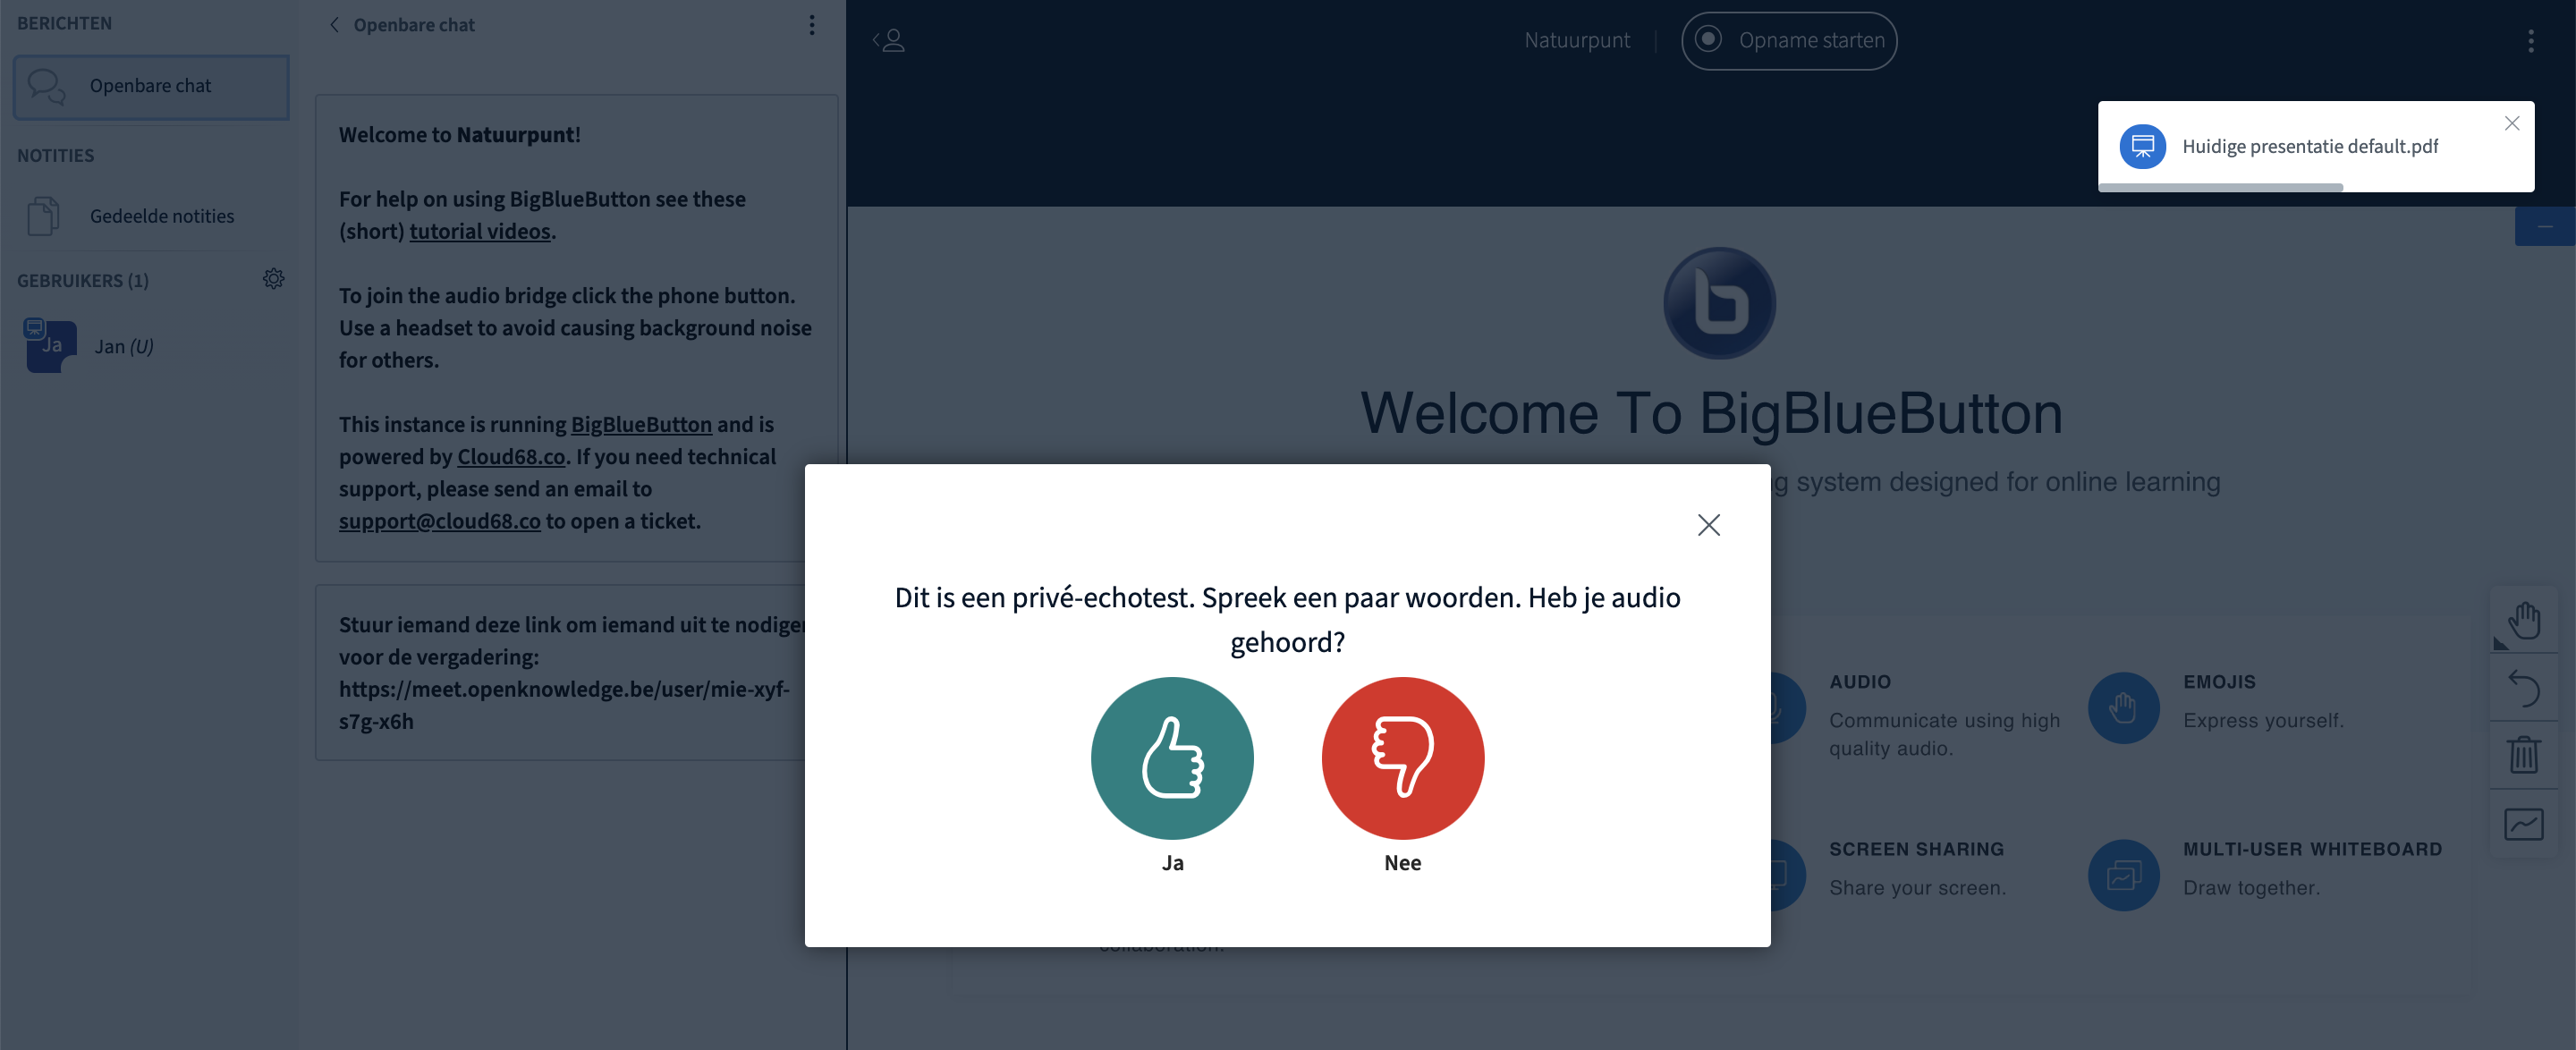 BERICHTEN
Openbare chat
NOTITIES
Gedeelde notities
GEBRUIKERS (1)
Ja
Jan (U)
Openbare chat
Welcome to Natuurpunt!
For help on using BigBlueButton see these
(short) tutorial videos.
To join the audio bridge click the phone button.
Use a headset to avoid causing background noise
for others.
This instance is running BigBlueButton and is
powered by Cloud68.co. If you need technical
support, please send an email to
support@cloud68.co to open a ticket.
Stuur iemand deze link om iemand uit te nodigen
voor de vergadering:
https://meet.openknowledge.be/user/mie-xyf-
s7g-x6h
Natuurpunt
Opname starten
Huidige presentatie default.pdf
Welcome To BigBlueButton
system designed for online learning
Dit is een privé-echotest. Spreek een paar woorden. Heb je audio
gehoord?
Ja
Nee
AUDIO
Communicate using high
quality audio.
EMOJIS
Express yourself.
SCREEN SHARING
Share your screen.
MULTI-USER WHITEBOARD
Draw together.